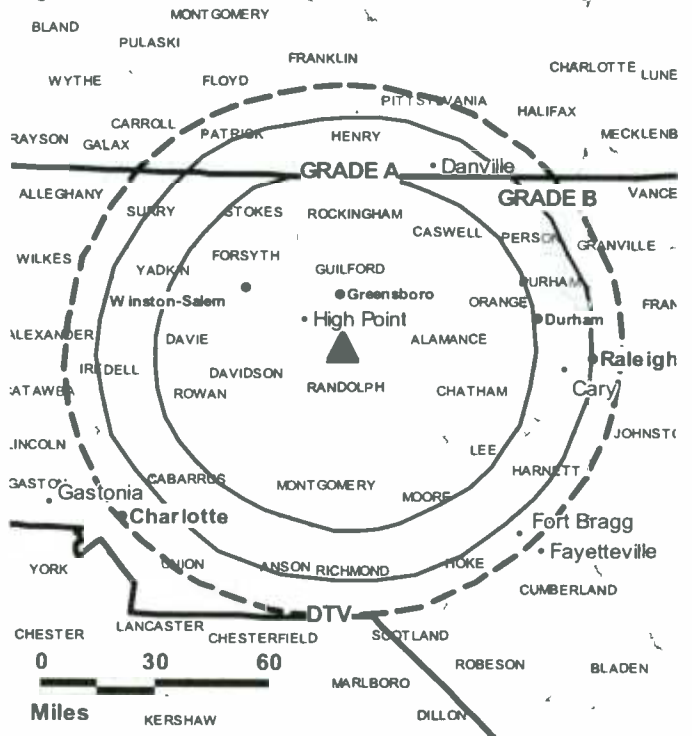 MONTGOMERY
BLAND
PULASKI
FRANKLIN
CHARLOTTE
LUNE
WYTHE
FLOYD
PITTSYLVANIA
HALIFAX
CARROLL
PATRICK
HENRY
MECKLENB
RAYSON
GALAX
GRADE A
Danville
ALLEGHANY
GRADE B
VANCE
SURRY
STOKES
ROCKINGHAM
CASWELL
PERSON
GRANVILLE
WILKES
FORSYTH
YADKIN
GUILFORD
DURHAM
Winston-Salem
Greensboro
ORANGE
FRAN
High Point
Durham
ALEXANDER
DAVIE
ALAMANCE
Raleigh
IREDELL
DAVIDSON
RANDOLPH
CHATHAM
Cary
CATAWBA
ROWAN
LINCOLN
LEE
JOHNSTO
HARNETT
GASTON
Gastonia
CABARRUS
MONTGOMERY
MOORE
Charlotte
Fort Bragg
Fayetteville
YORK
UNION
ANSON
RICHMOND
HOKE
CUMBERLAND
DTV
LANCASTER
CHESTER
CHESTERFIELD
SCOTLAND
0 30 60
ROBESON
BLADEN
MARLBORO
Miles
KERSHAW
DILLON